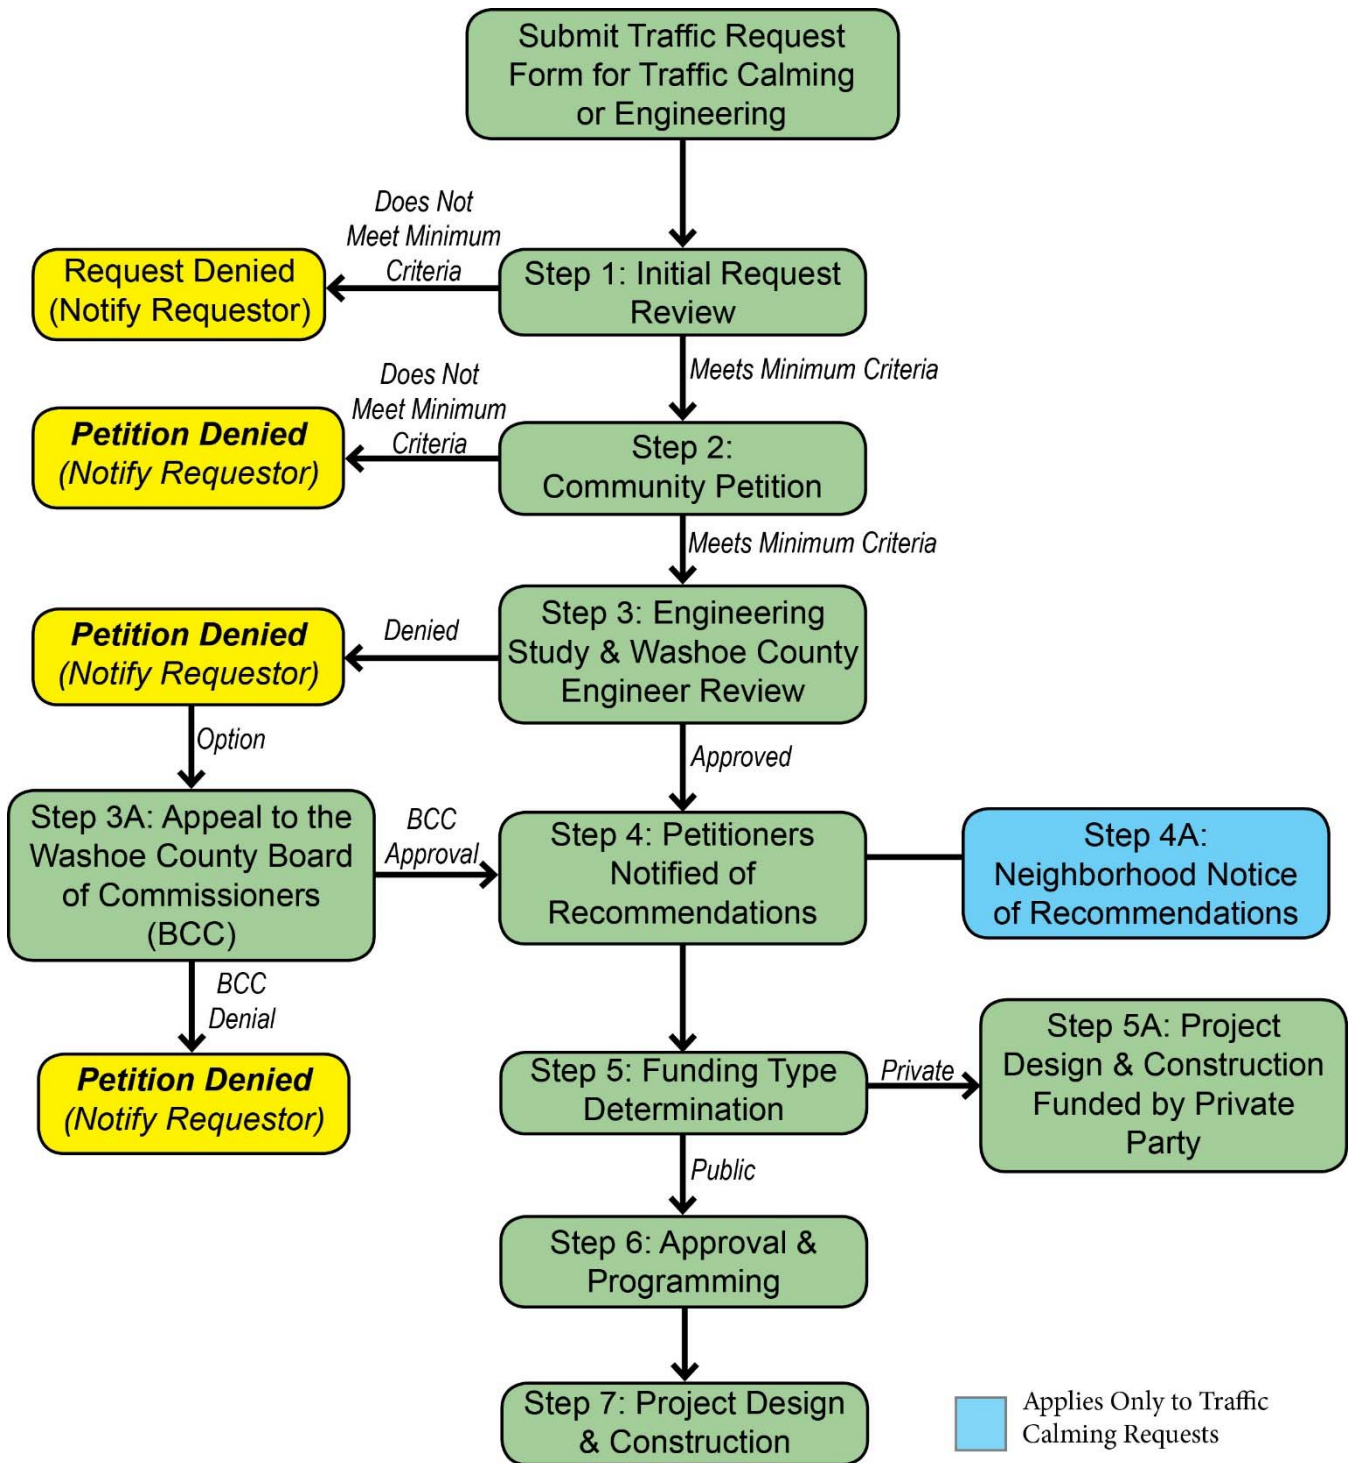 Submit Traffic Request
Form for Traffic Calming
or Engineering
Does Not
Meet Minimum
Criteria
Request Denied
(Notify Requestor)
Step 1: Initial Request
Review
Meets Minimum Criteria
Does Not
Meet Minimum
Criteria
Petition Denied
(Notify Requestor)
Step 2:
Community Petition
Meets Minimum Criteria
Petition Denied
(Notify Requestor)
Denied
Step 3: Engineering
Study & Washoe County
Engineer Review
Option
Approved
Step 3A: Appeal to the
Washoe County Board
of Commissioners
(BCC)
BCC
Approval
Step 4: Petitioners
Notified of
Recommendations
Step 4A:
Neighborhood Notice
of Recommendations
BCC
Denial
Petition Denied
(Notify Requestor)
Step 5: Funding Type
Determination
Private
Step 5A: Project
Design & Construction
Funded by Private
Party
Public
Step 6: Approval &
Programming
Step 7: Project Design
& Construction
Applies Only to Traffic
Calming Requests